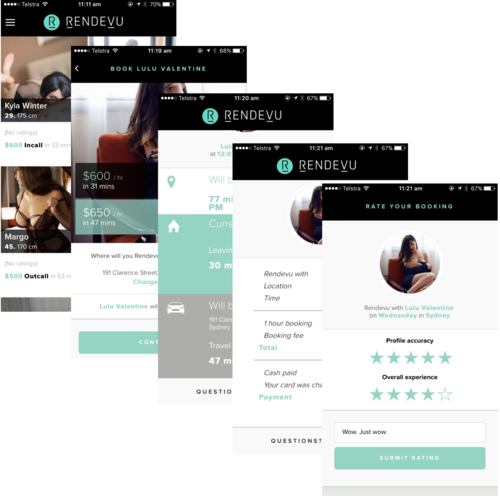 Telstra 11:11 am 70%
RENDEVU
Kyla Winter
29. 175 cm
(No ratings)
$600 Incall in 33 min
Margo
45. 170 cm
(No ratings)
$500 Outcall in 52 m
Telstra 11:19 am 68%
BOOK LULU VALENTINE
$600 / hr
in 31 mins
$650 / hr
in 47 mins
Where will you Rendev
191 Clarence Street,
Change
Lulu Valentine wil
CONT
Telstra 11:20 am 67%
RENDEVU
Lul
at 12:0
Will b
77 mi
PM
Curre
Leavin
30 m
Will b
191 Clare
Sydney
Travel
47 m
QUESTIO
Telstra 11:21 am 67%
RENDEVU
Rendevu with
Location
Time
1 hour booking
Booking fee
Total
Cash paid
Your card was cha
Payment
QUESTIONS?
Telstra 11:21 am 67%
RATE YOUR BOOKING
Rendevu with Lulu Valentine
on Wednesday in Sydney
Profile accuracy
Overall experience
Wow. Just wow.
SUBMIT RATING